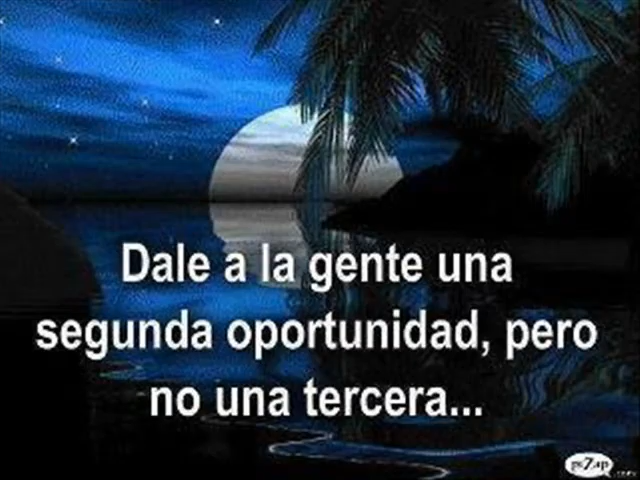 Dale a la gente una
segunda oportunidad, pero
no una tercera...